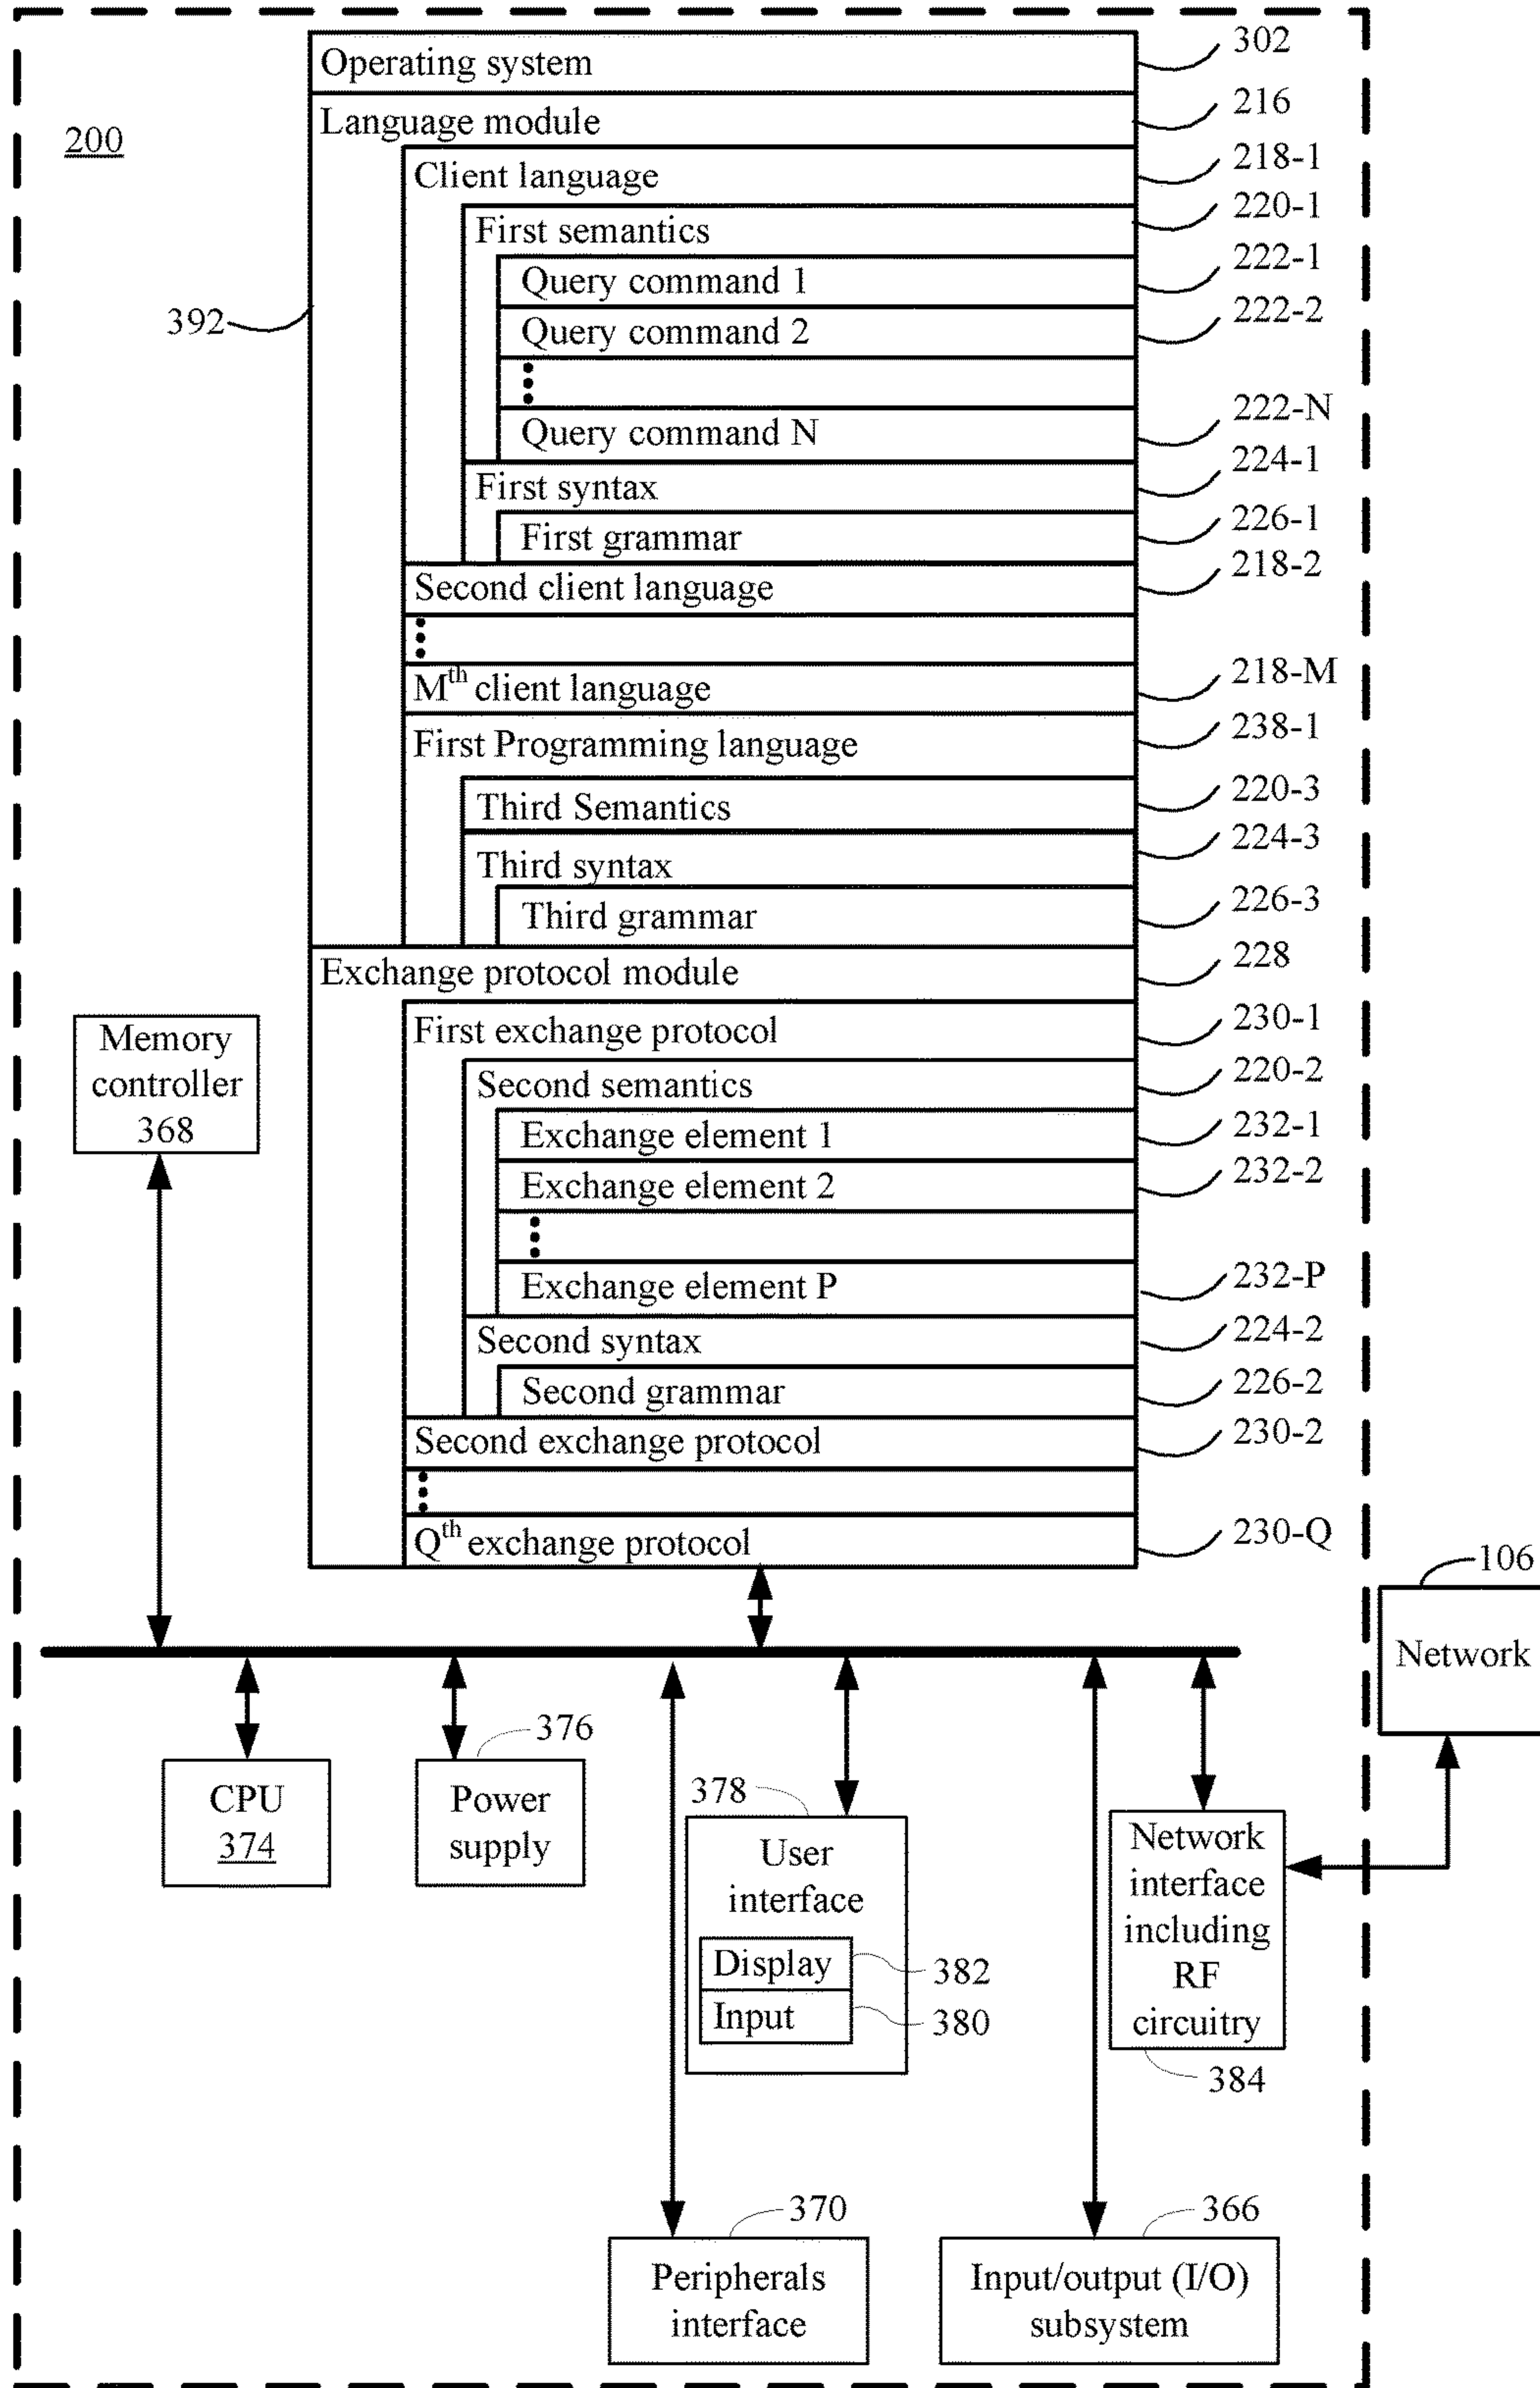 Operating system 302
Language module 216
200
Client language 218-1
First semantics 220-1
Query command 1 222-1
Query command 2 222-2
392
Query command N 222-N
First syntax 224-1
First grammar 226-1
Second client language 218-2
Mth client language 218-M
First Programming language 238-1
Third Semantics 220-3
Third syntax 224-3
Third grammar 226-3
Exchange protocol module 228
First exchange protocol 230-1
Second semantics 220-2
Exchange element 1 232-1
Exchange element 2 232-2
Exchange element P 232-P
Second syntax 224-2
Second grammar 226-2
Second exchange protocol 230-2
Qth exchange protocol 230-Q
Memory
controller
368
106
Network
CPU
374
376
Power
supply
378
User
interface
Display 382
Input 380
Network
interface
including
RF
circuitry
384
370
Peripherals
interface
366
Input/output (I/O)
subsystem